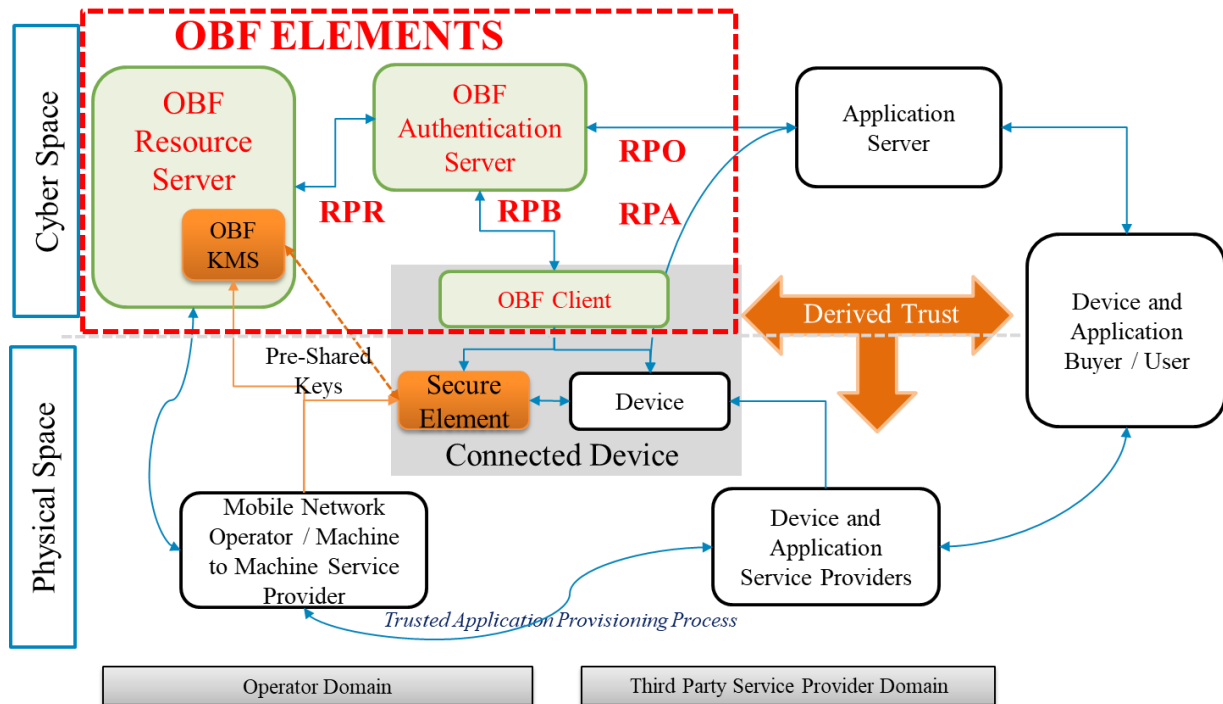 OBF ELEMENTS
Cyber Space
OBF
Resource
Server
OBF
Authentication
Server
Application
Server
RPO
RPR
RPB
RPA
OBF
KMS
OBF Client
Derived Trust
Device and
Application
Buyer / User
Physical Space
Pre-Shared
Keys
Secure
Element
Device
Connected Device
Mobile Network
Operator / Machine
to Machine Service
Provider
Device and
Application
Service Providers
Trusted Application Provisioning Process
Operator Domain
Third Party Service Provider Domain